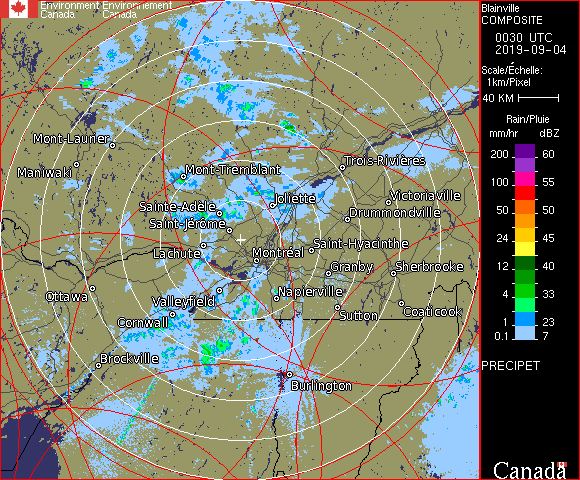 Environment Environnement
Canada Canada
Blainville
COMPOSITE
0030 UTC
2019-09-04
Scale/Échelle:
1km/Pixel
40 KM
Rain/Pluie
mm/hr dBZ
200 60
100 55
50 50
24 45
12 40
4 33
1 23
0.1 7
PRECIPET
Canada
Mont-Laurier
Maniwaki
Mont-Tremblant
Trois-Rivières
Sainte-Adèle
Joliette
Victoriaville
Drummondville
Saint-Jérôme
Lachute
Montréal
Saint-Hyacinthe
Granby
Sherbrooke
Ottawa
Valleyfield
Napierville
Cornwall
Sutton
Coaticook
Brockville
Burlington